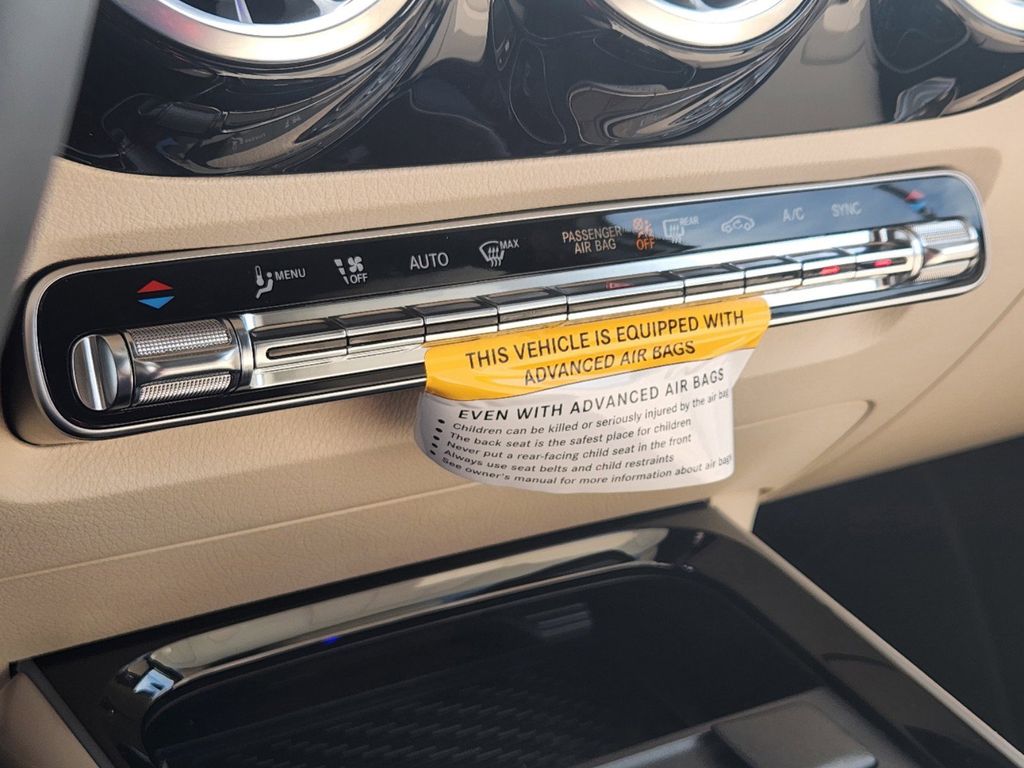 MENU
OFF
AUTO
MAX
PASSENGER
AIR BAG
OFF
REAR
A/C
SYNC
THIS VEHICLE IS EQUIPPED WITH
ADVANCED AIR BAGS
EVEN WITH ADVANCED AIR BAGS
• Children can be killed or seriously injured by the air bag
• The back seat is the safest place for children
• Never put a rear-facing child seat in the front
• Always use seat belts and child restraints
• See owner's manual for more information about air bags